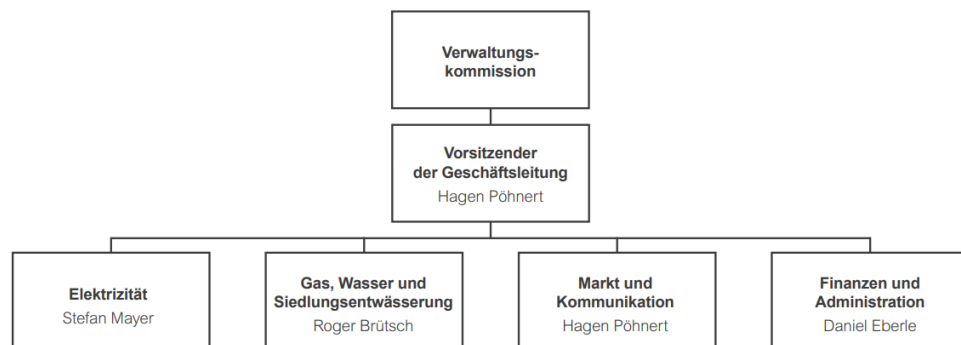 Verwaltungs-
kommission
Vorsitzender
der Geschäftsleitung
Hagen Pöhnert
Elektrizität
Stefan Mayer
Gas, Wasser und
Siedlungsentwässerung
Roger Brütsch
Markt und
Kommunikation
Hagen Pöhnert
Finanzen und
Administration
Daniel Eberle